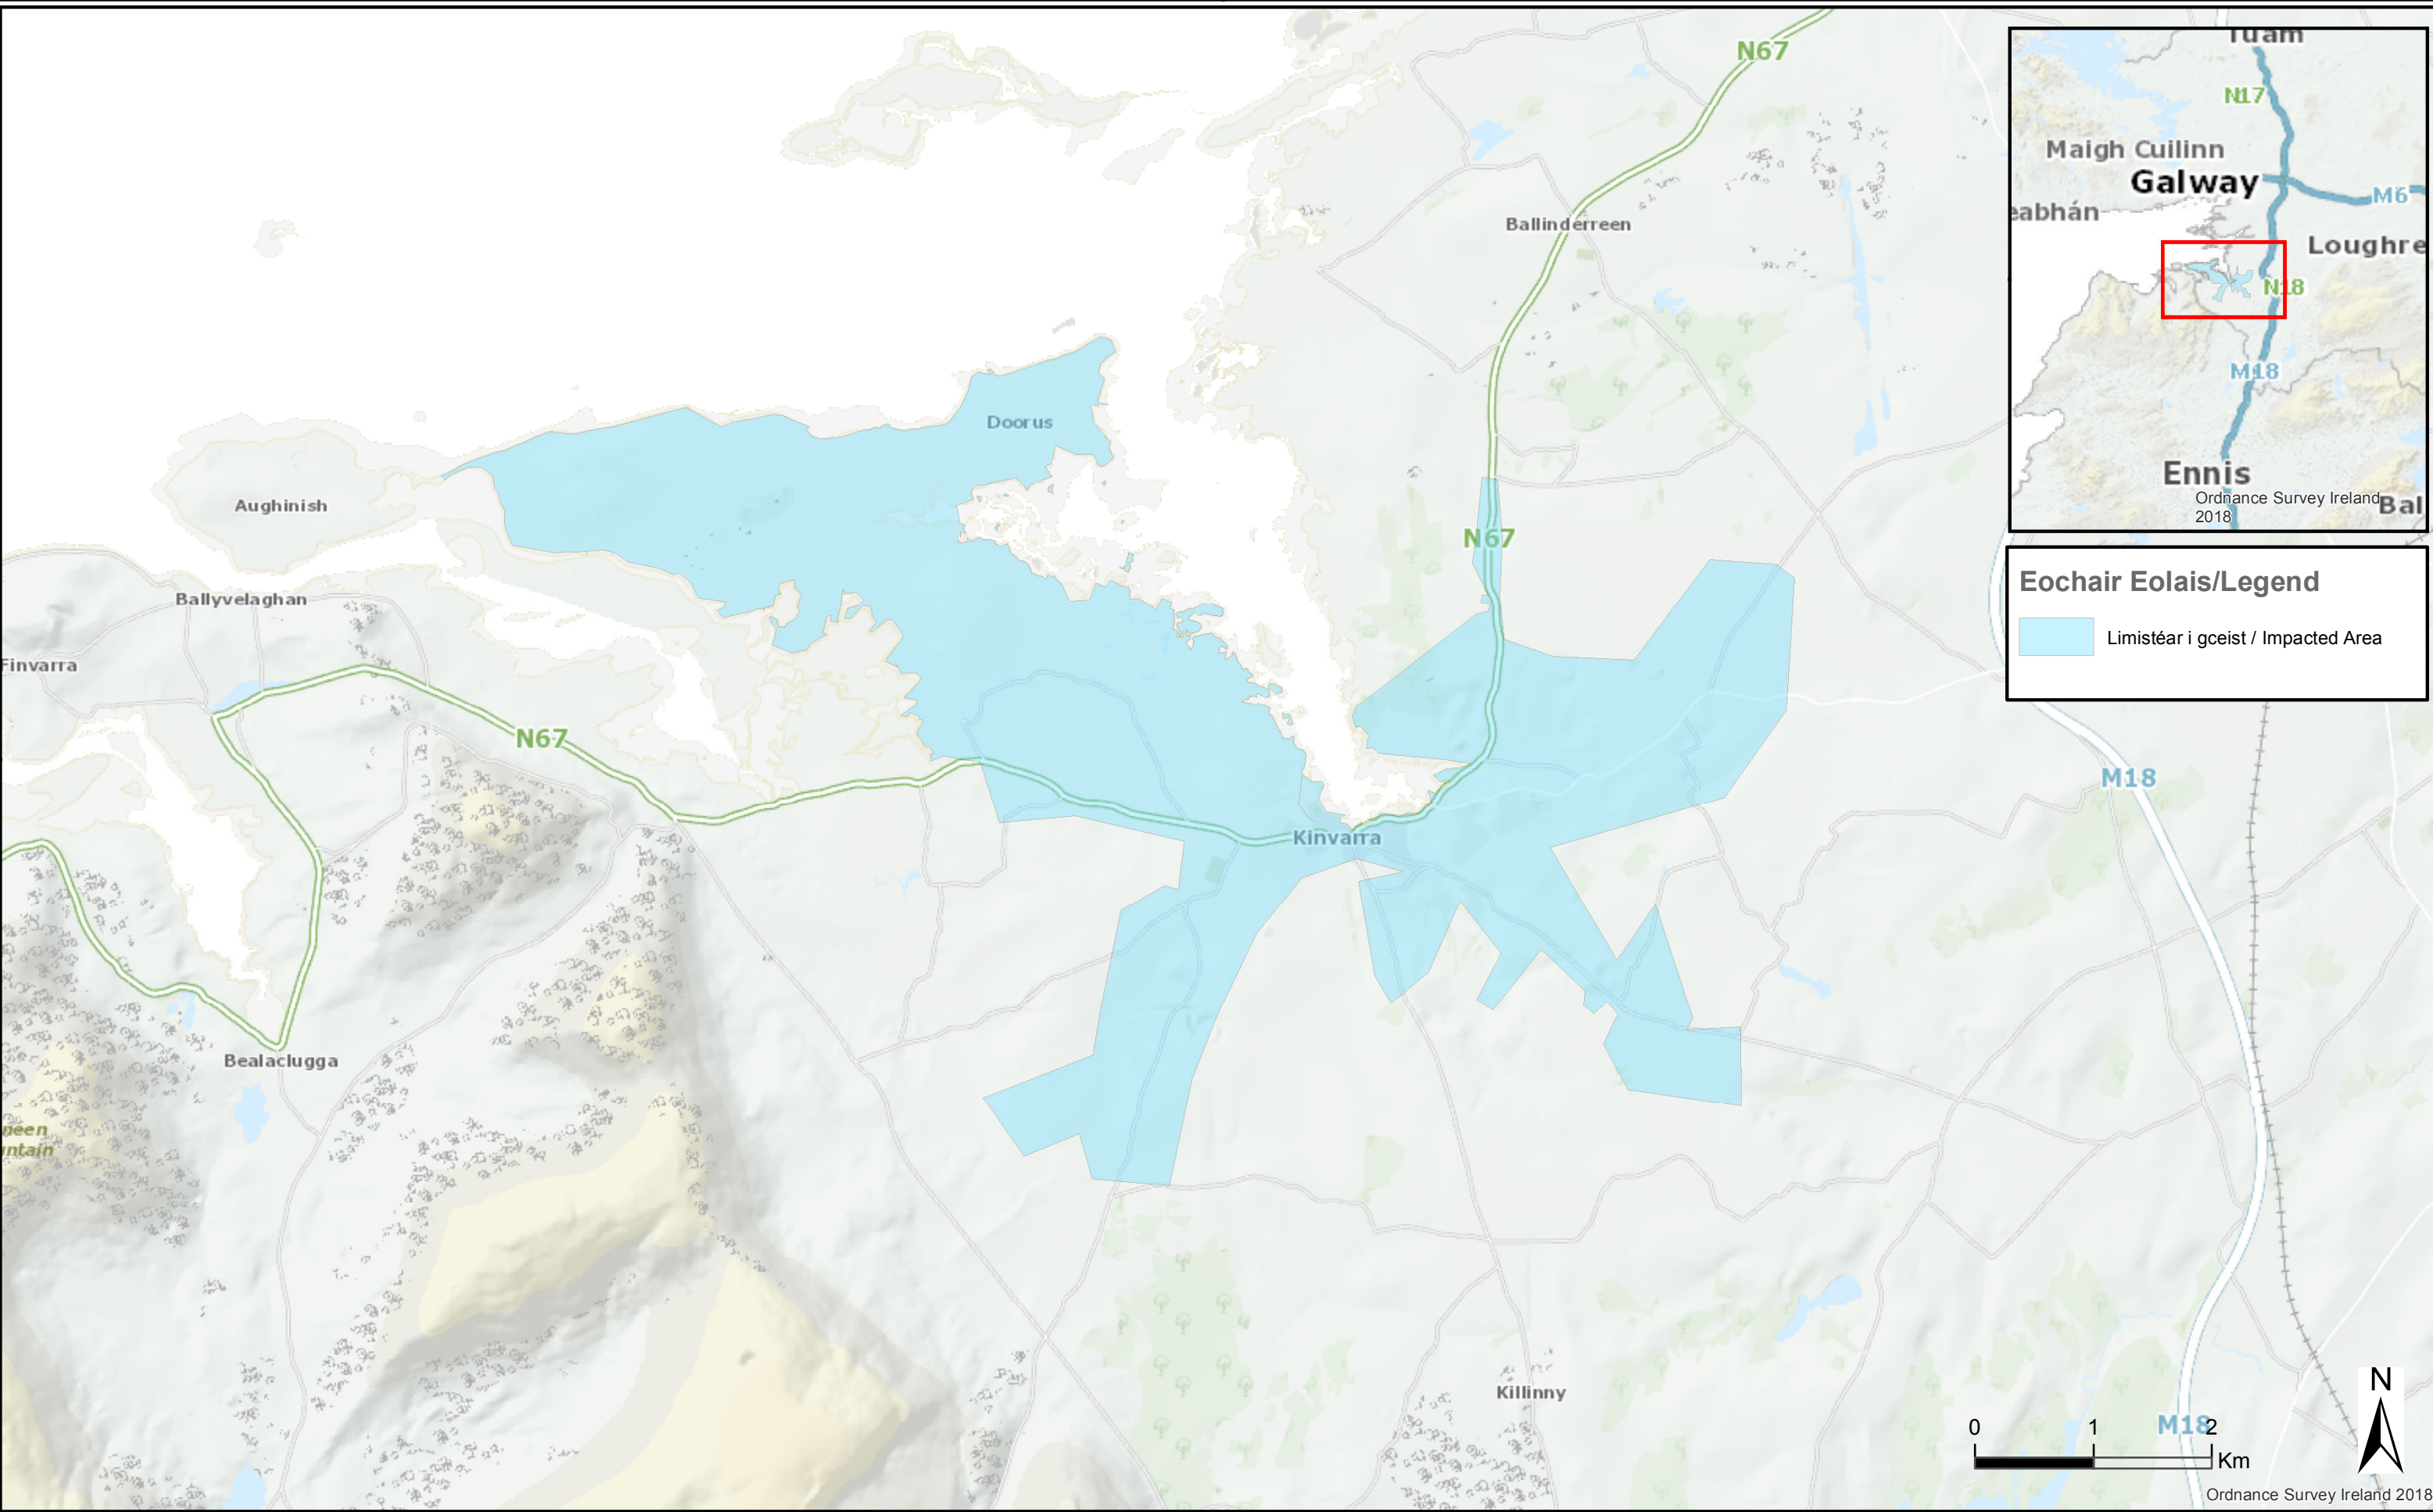 N67
Ballinderreen
Doorus
Aughinish
N67
Ballyvelaghan
Finvarra
N67
M18
Kinvarra
Bealaclugga
neen
untain
Killinny
M18
Tuam
N17
Maigh Cuilinn
Galway
M6
eabhán
Loughre
N18
M18
Ennis
Ordnance Survey Ireland
2018
Bal
Eochair Eolais/Legend
Limistéar i gceist / Impacted Area
N
0 1 2
Km
Ordnance Survey Ireland 2018